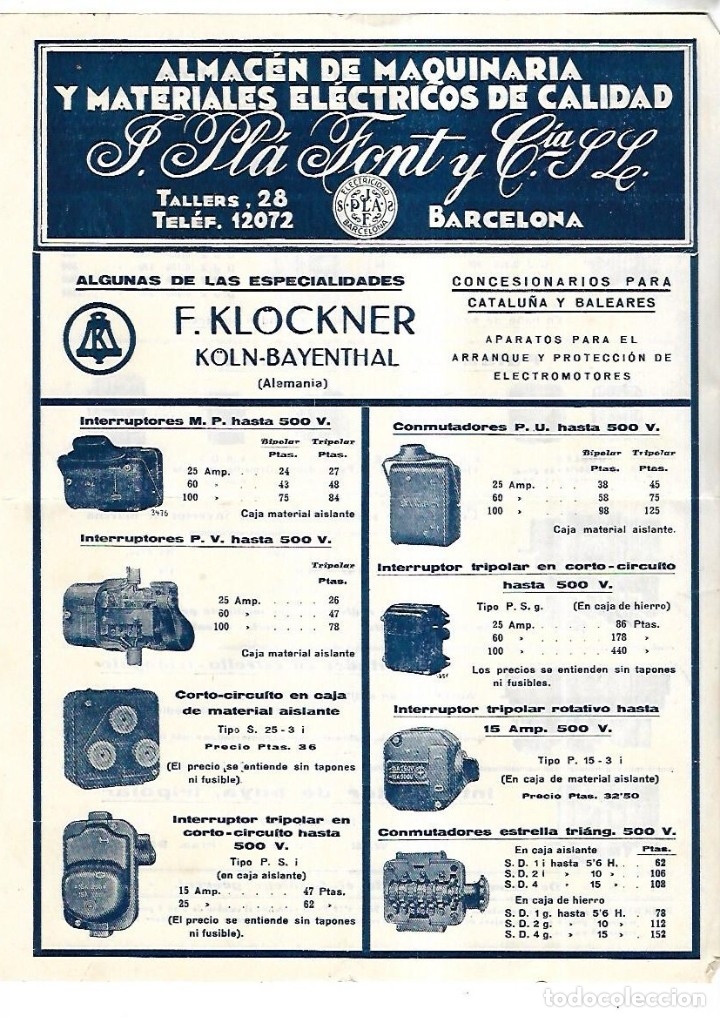 ALMACÉN DE MAQUINARIA
Y MATERIALES ELÉCTRICOS DE CALIDAD
J. Plá Font y Cía S L.
TALLERS, 28
TELÉF. 12072
ELECTRICIDAD
S J S
PLA
F
BARCELONA
BARCELONA
ALGUNAS DE LAS ESPECIALIDADES
F. KLÖCKNER
KÖLN-BAYENTHAL
(Alemania)
K
CONCESIONARIOS PARA
CATALUÑA Y BALEARES
APARATOS PARA EL
ARRANQUE Y PROTECCIÓN DE
ELECTROMOTORES
Interruptores M. P. hasta 500 V.
Bipolar Tripolar
Ptas. Ptas.
25 Amp. . . . 24 27
60 » . . . . 43 48
100 » . . . . 75 84
3476
Caja material aislante
Interruptores P. V. hasta 500 V.
Tripolar
Ptas.
25 Amp. . . . . . 26
60 » . . . . . . 47
100 » . . . . . . 78
Caja material aislante
Corto-circuíto en caja
de material aislante
Tipo S. 25-3 i
Precio Ptas. 36
(El precio se entiende sin tapones
ni fusible).
Interruptor tripolar en
corto-circuíto hasta
500 V.
Tipo P. S. i
(en caja aislante)
15 Amp. . . . . 47 Ptas.
25 » . . . . 62 »
(El precio se entiende sin tapones
ni fusible).
Conmutadores P. U. hasta 500 V.
Bipolar Tripolar
Ptas. Ptas.
25 Amp. . . . 38 45
60 » . . . . 58 75
100 » . . . . 98 125
Caja material aislante.
Interruptor tripolar en corto-circuíto
hasta 500 V.
Tipo P. S. g. (En caja de hierro)
25 Amp. . . . . . 86 Ptas.
60 » . . . . . 178 »
100 » . . . . . 440 »
Los precios se entienden sin tapones
ni fusibles.
Interruptor tripolar rotativo hasta
15 Amp. 500 V.
Tipo P. 15-3 i
(En caja de material aislante)
Precio Ptas. 32'50
Conmutadores estrella triáng. 500 V.
En caja aislante Ptas.
S. D. 1 i hasta 5'6 H. . . 62
S. D. 2 i » 10 » . . 106
S. D. 4 » 15 » . . 108
En caja de hierro
S. D. 1 g. hasta 5'6 H. . 78
S. D. 2 g. » 10 » . 112
S. D. 4 g. » 15 » . 152
todocoleccion